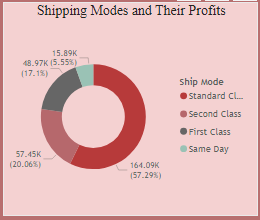 Shipping Modes and Their Profits
15.89K
(5.55%)
48.97K
(17.1%)
57.45K
(20.06%)
164.09K
(57.29%)
Ship Mode
Standard Cl...
Second Class
First Class
Same Day